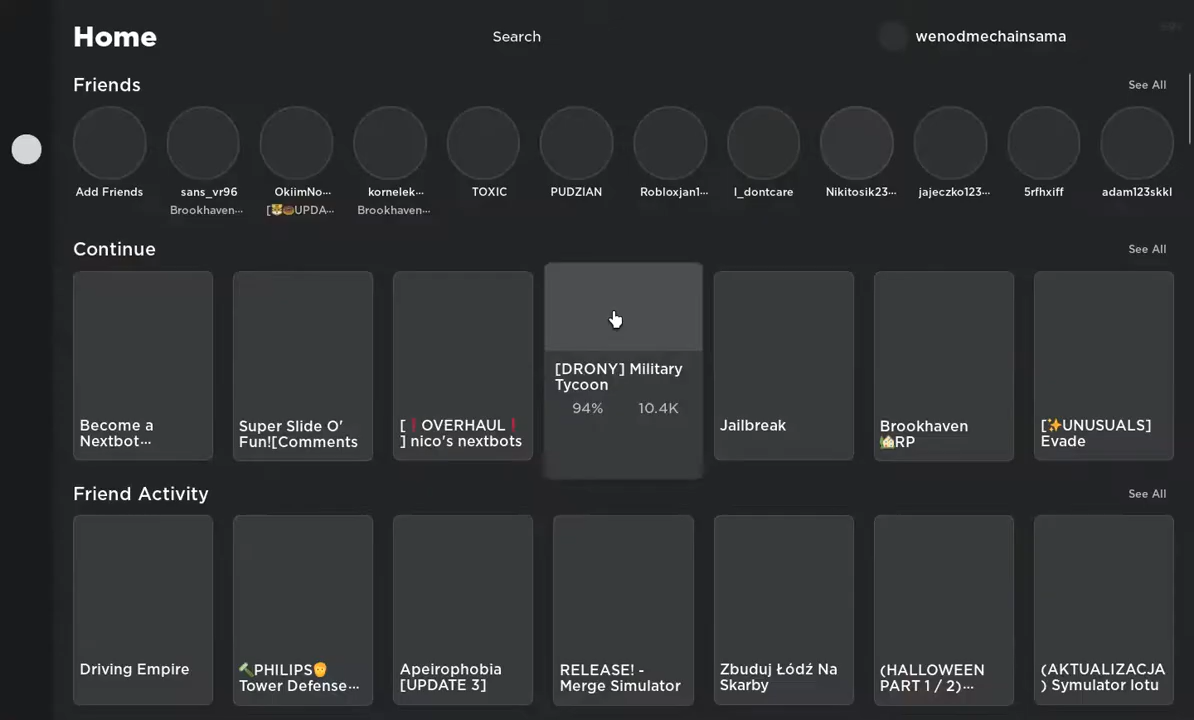 Home
Search
wenodmechainsama
Friends
See All
Add Friends
sans_vr96
OkiimNo...
kornelek...
TOXIC
PUDZIAN
Robloxjan1...
I_dontcare
Nikitosik23...
jajeczko123...
5rfhxiff
adam123skkl
Brookhaven...
[🐯🍩UPDA...
Brookhaven...
Continue
See All
Become a
Nextbot...
Super Slide O'
Fun![Comments
[❗OVERHAUL❗
] nico's nextbots
[DRONY] Military
Tycoon
94%
10.4K
Jailbreak
Brookhaven
🏡RP
[✨UNUSUALS]
Evade
Friend Activity
See All
Driving Empire
🔨PHILIPS👨‍🦲
Tower Defense...
Apeirophobia
[UPDATE 3]
RELEASE! -
Merge Simulator
Zbuduj Łódź Na
Skarby
(HALLOWEEN
PART 1 / 2)...
(AKTUALIZACJA
) Symulator lotu